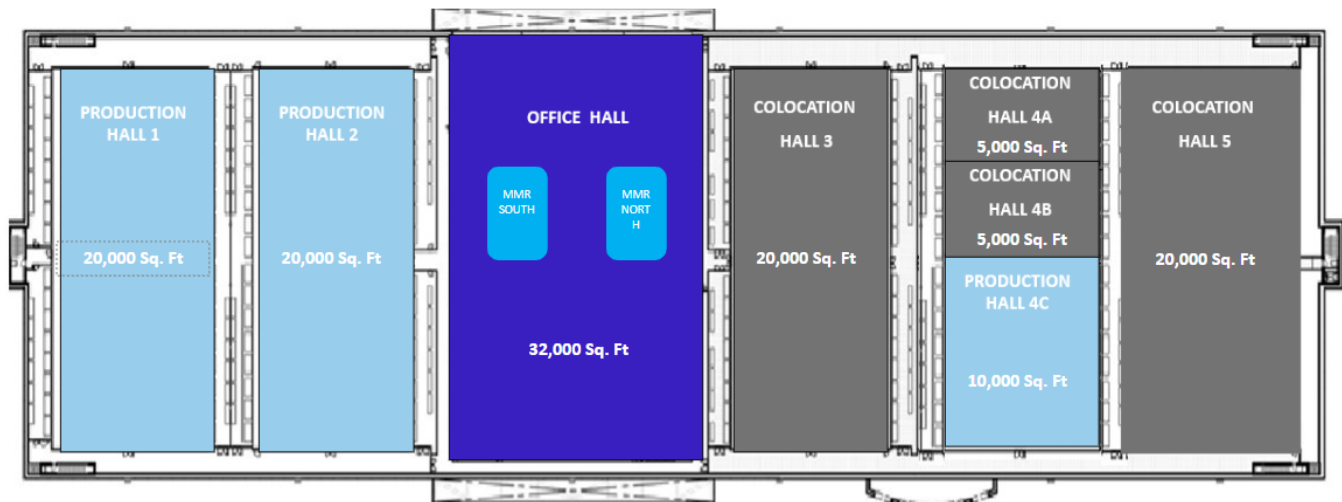 PRODUCTION
HALL 1
20,000 Sq. Ft
PRODUCTION
HALL 2
20,000 Sq. Ft
OFFICE HALL
MMR
SOUTH
MMR
NORT
H
32,000 Sq. Ft
COLOCATION
HALL 3
20,000 Sq. Ft
COLOCATION
HALL 4A
5,000 Sq. Ft
COLOCATION
HALL 4B
5,000 Sq. Ft
PRODUCTION
HALL 4C
10,000 Sq. Ft
COLOCATION
HALL 5
20,000 Sq. Ft